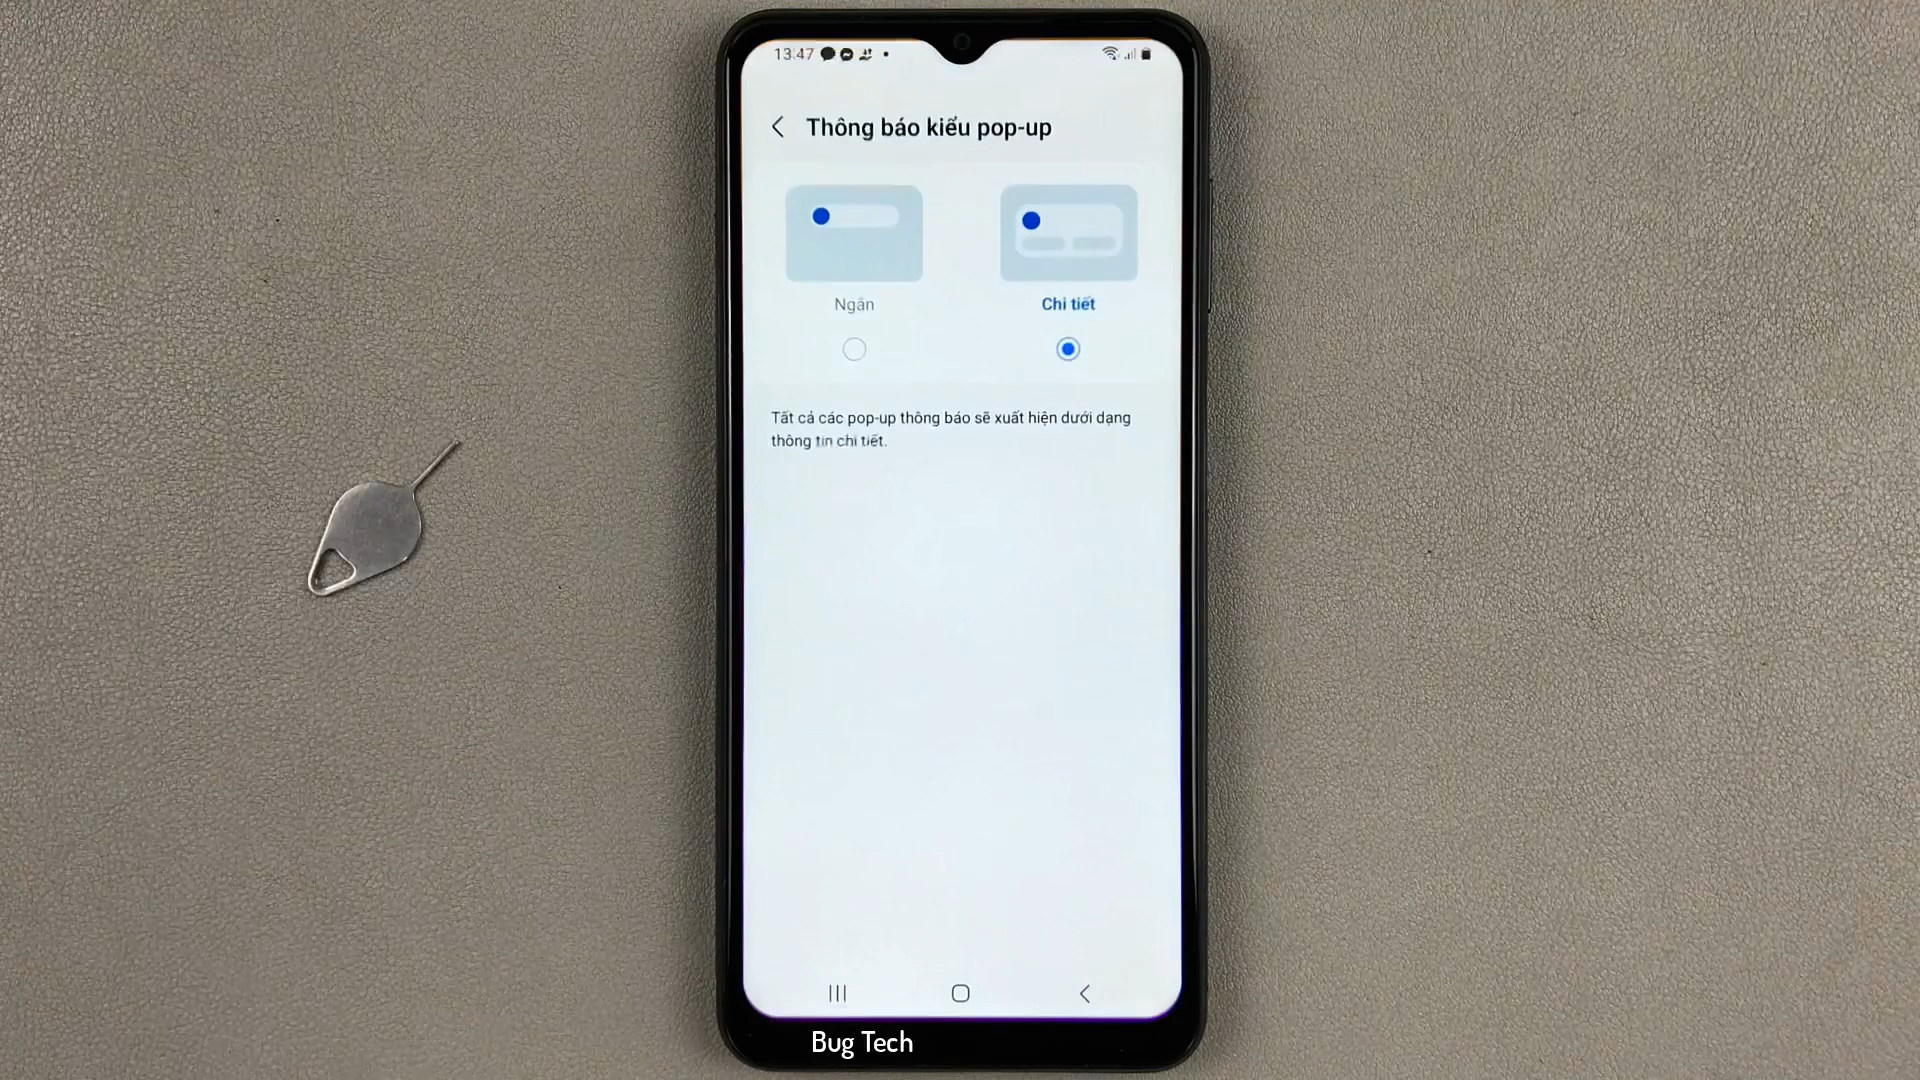 13:47
Thông báo kiểu pop-up
Ngắn
Chi tiết
Tất cả các pop-up thông báo sẽ xuất hiện dưới dạng
thông tin chi tiết.
Bug Tech